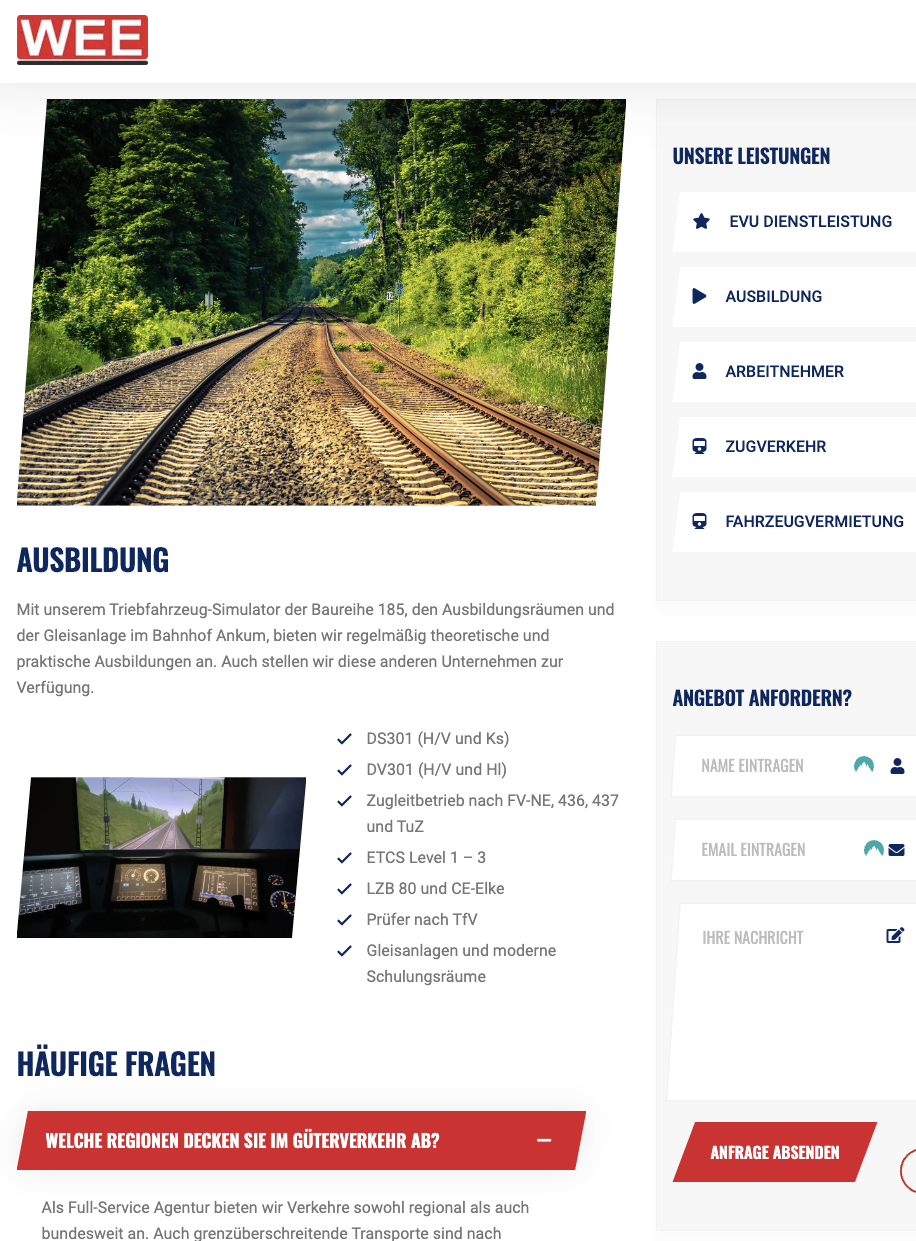 WEE
AUSBILDUNG
Mit unserem Triebfahrzeug-Simulator der Baureihe 185, den Ausbildungsräumen und
der Gleisanlage im Bahnhof Ankum, bieten wir regelmäßig theoretische und
praktische Ausbildungen an. Auch stellen wir diese anderen Unternehmen zur
Verfügung.
DS301 (H/V und Ks)
DV301 (H/V und Hl)
Zugleitbetrieb nach FV-NE, 436, 437
und TuZ
ETCS Level 1 – 3
LZB 80 und CE-Elke
Prüfer nach TfV
Gleisanlagen und moderne
Schulungsräume
HÄUFIGE FRAGEN
WELCHE REGIONEN DECKEN SIE IM GÜTERVERKEHR AB?
Als Full-Service Agentur bieten wir Verkehre sowohl regional als auch
bundesweit an. Auch grenzüberschreitende Transporte sind nach
UNSERE LEISTUNGEN
EVU DIENSTLEISTUNG
AUSBILDUNG
ARBEITNEHMER
ZUGVERKEHR
FAHRZEUGVERMIETUNG
ANGEBOT ANFORDERN?
NAME EINTRAGEN
EMAIL EINTRAGEN
IHRE NACHRICHT
ANFRAGE ABSENDEN